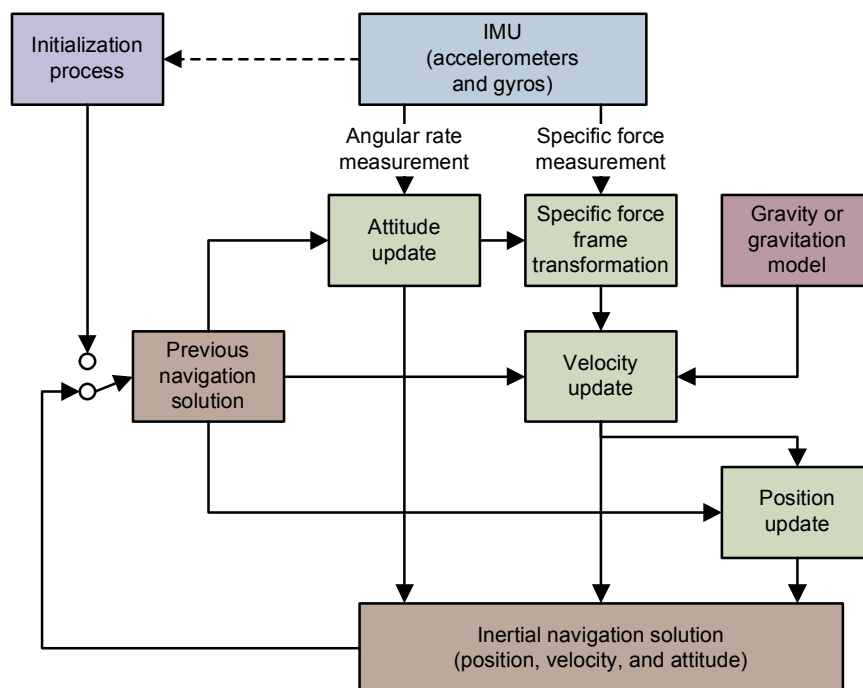 Initialization
process
IMU
(accelerometers
and gyros)
Angular rate
measurement
Specific force
measurement
Attitude
update
Specific force
frame
transformation
Gravity or
gravitation
model
Previous
navigation
solution
Velocity
update
Position
update
Inertial navigation solution
(position, velocity, and attitude)